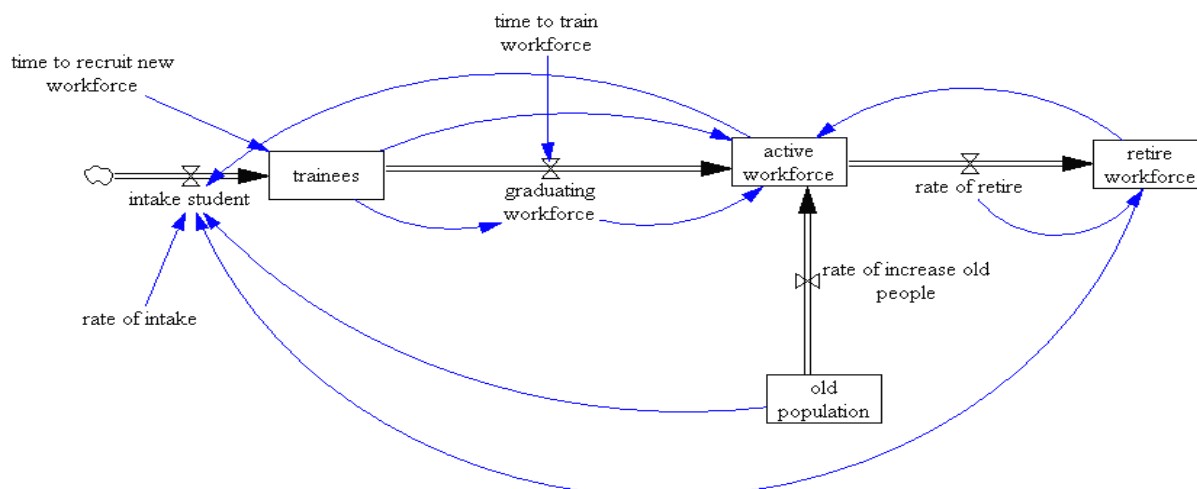 time to train
workforce
time to recruit new
workforce
trainees
active
workforce
retire
workforce
intake student
graduating
workforce
rate of retire
rate of increase old
people
rate of intake
old
population